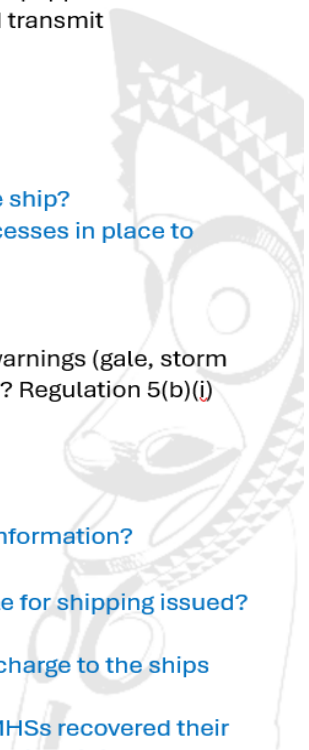 transmit
ship?
cesses in place to
arnings (gale, storm
? Regulation 5(b)(i)
nformation?
e for shipping issued?
charge to the ships
HSs recovered their